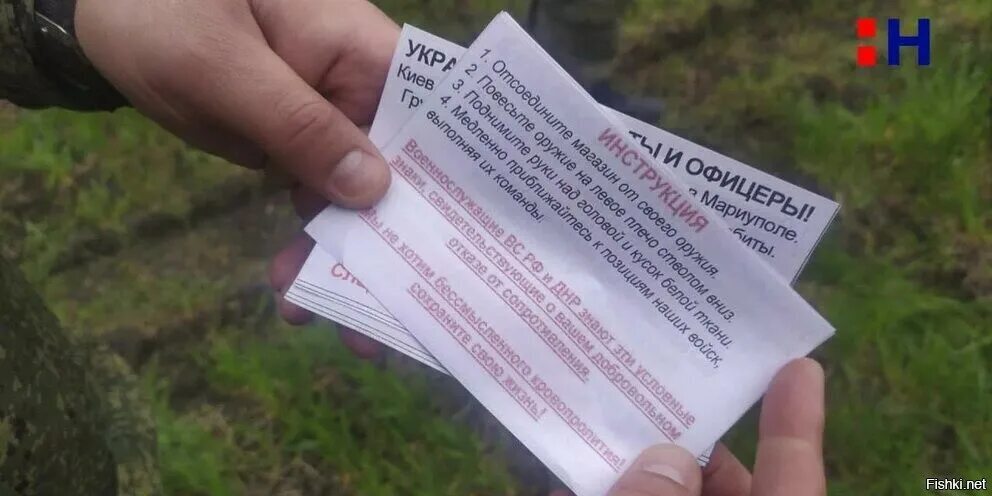 :Н
УКРА
Киев
Гр
ТЫ И ОФИЦЕРЫ!
в Мариуполе.
биты.
ИНСТРУКЦИЯ
1. Отсоедините магазин от своего оружия.
2. Повесьте оружие на левое плечо стволом вниз.
3. Поднимите руки над головой и кусок белой ткани.
4. Медленно приближайтесь к позициям наших войск,
выполняя их команды.
Военнослужащие ВС РФ и ДНР знают эти условные
знаки, свидетельствующие о вашем добровольном
отказе от сопротивления.
Мы не хотим бессмысленного кровопролития!
сохраните свою жизнь!
Fishki.net